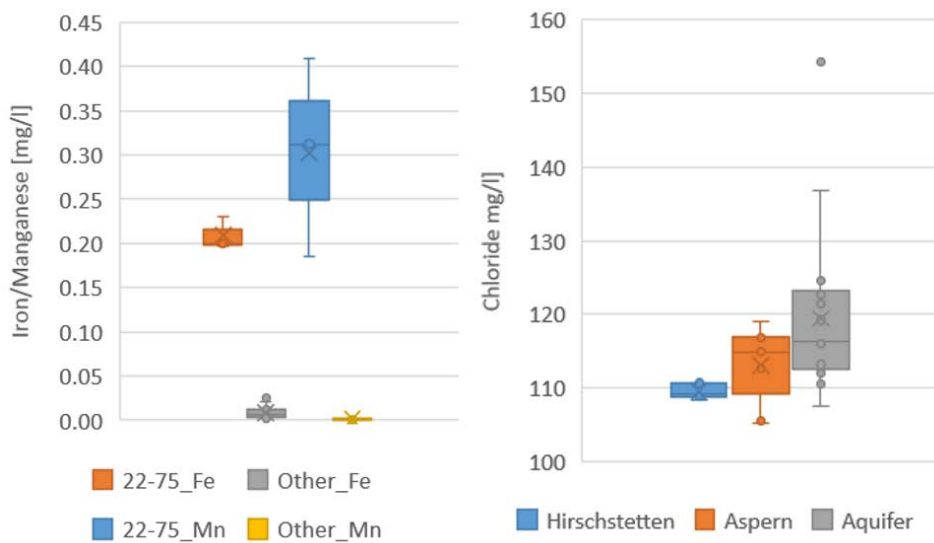 Iron/Manganese [mg/l]
0.45
0.40
0.35
0.30
0.25
0.20
0.15
0.10
0.05
0.00
22-75_Fe
Other_Fe
22-75_Mn
Other_Mn
Chloride mg/l]
160
150
140
130
120
110
100
Hirschstetten
Aspern
Aquifer